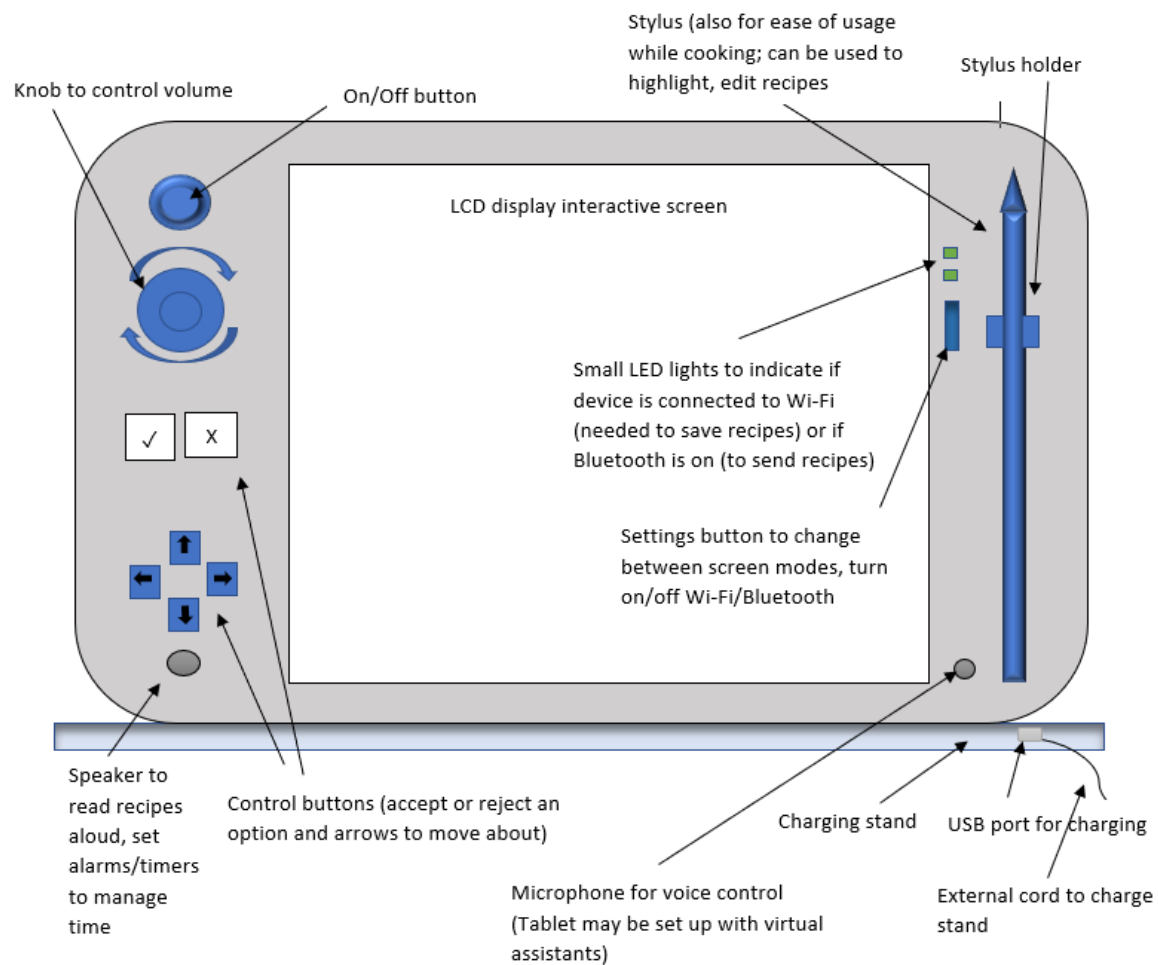 Stylus (also for ease of usage
while cooking; can be used to
highlight, edit recipes
Stylus holder
Knob to control volume
On/Off button
LCD display interactive screen
Small LED lights to indicate if
device is connected to Wi-Fi
(needed to save recipes) or if
Bluetooth is on (to send recipes)
✓
X
Settings button to change
between screen modes, turn
on/off Wi-Fi/Bluetooth
Speaker to
read recipes
aloud, set
alarms/timers
to manage
time
Control buttons (accept or reject an
option and arrows to move about)
Charging stand
USB port for charging
Microphone for voice control
(Tablet may be set up with virtual
assistants)
External cord to charge
stand